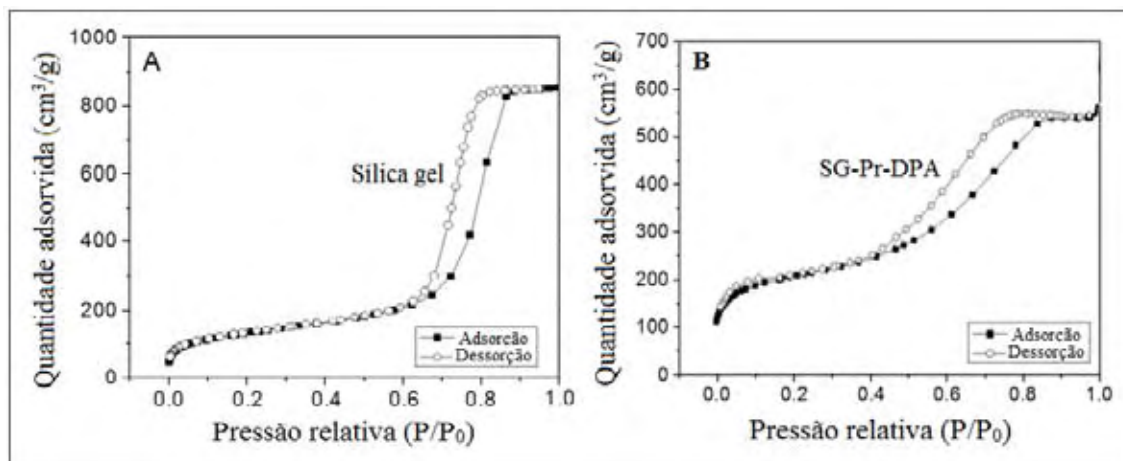 A
Quantidade adsorvida (cm³/g)
1000
800
600
400
200
0
Sílica gel
Adsorção
Dessorção
0.0 0.2 0.4 0.6 0.8 1.0
Pressão relativa (P/P₀)
B
Quantidade adsorvida (cm³/g)
700
600
500
400
300
200
100
0
SG-Pr-DPA
Adsorção
Dessorção
0.0 0.2 0.4 0.6 0.8 1.0
Pressão relativa (P/P₀)